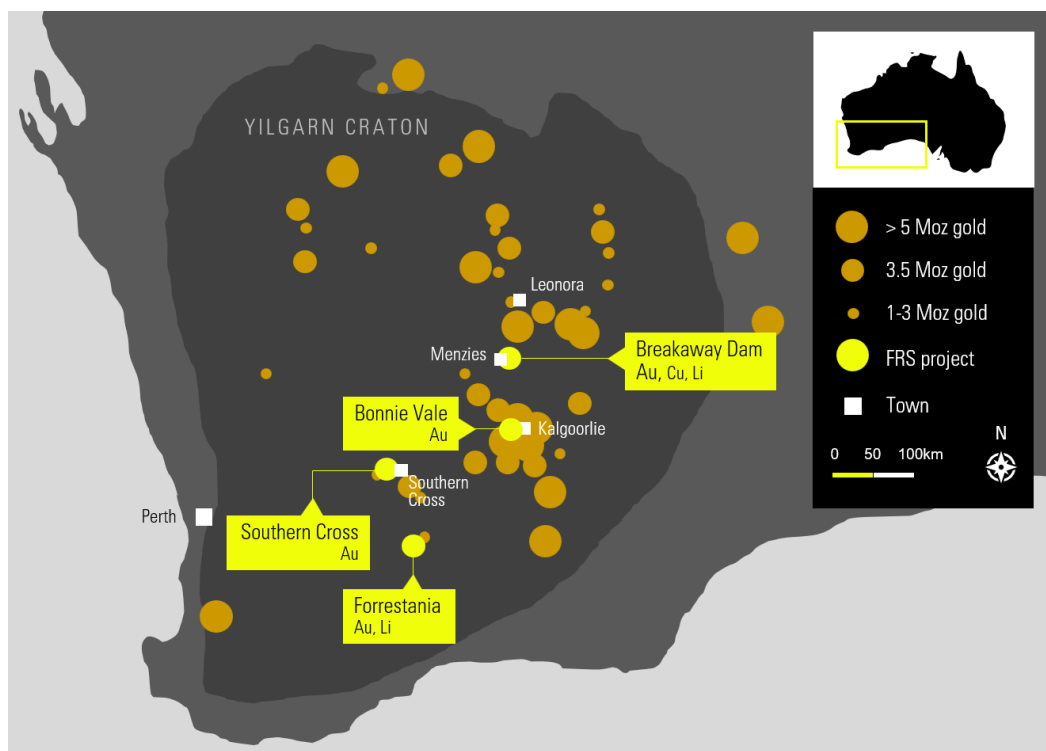 YILGARN CRATON
> 5 Moz gold
3.5 Moz gold
1-3 Moz gold
FRS project
Town
0 50 100km
N
Leonora
Menzies
Breakaway Dam
Au, Cu, Li
Bonnie Vale
Au
Kalgoorlie
Southern
Cross
Perth
Southern Cross
Au
Forrestania
Au, Li